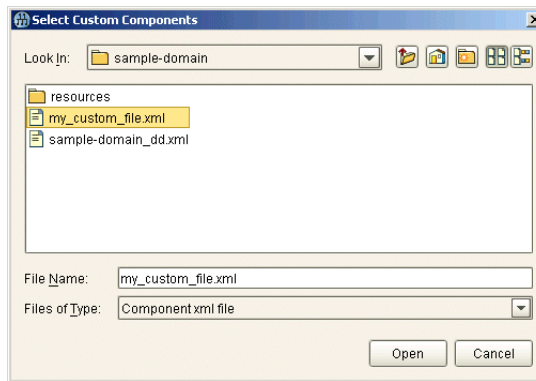 Select Custom Components
Look In: sample-domain
resources
my_custom_file.xml
sample-domain_dd.xml
File Name: my_custom_file.xml
Files of Type: Component xml file
Open Cancel